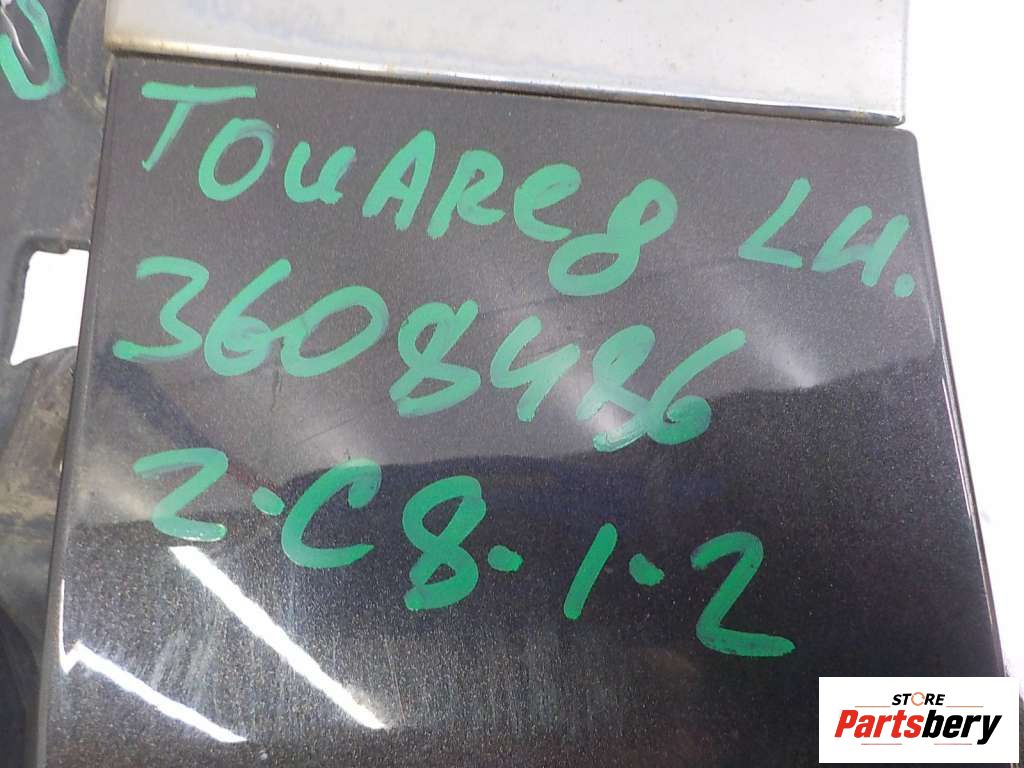 TOUAREg LH.
3608486
2·C8·1·2
STORE
Partsbery